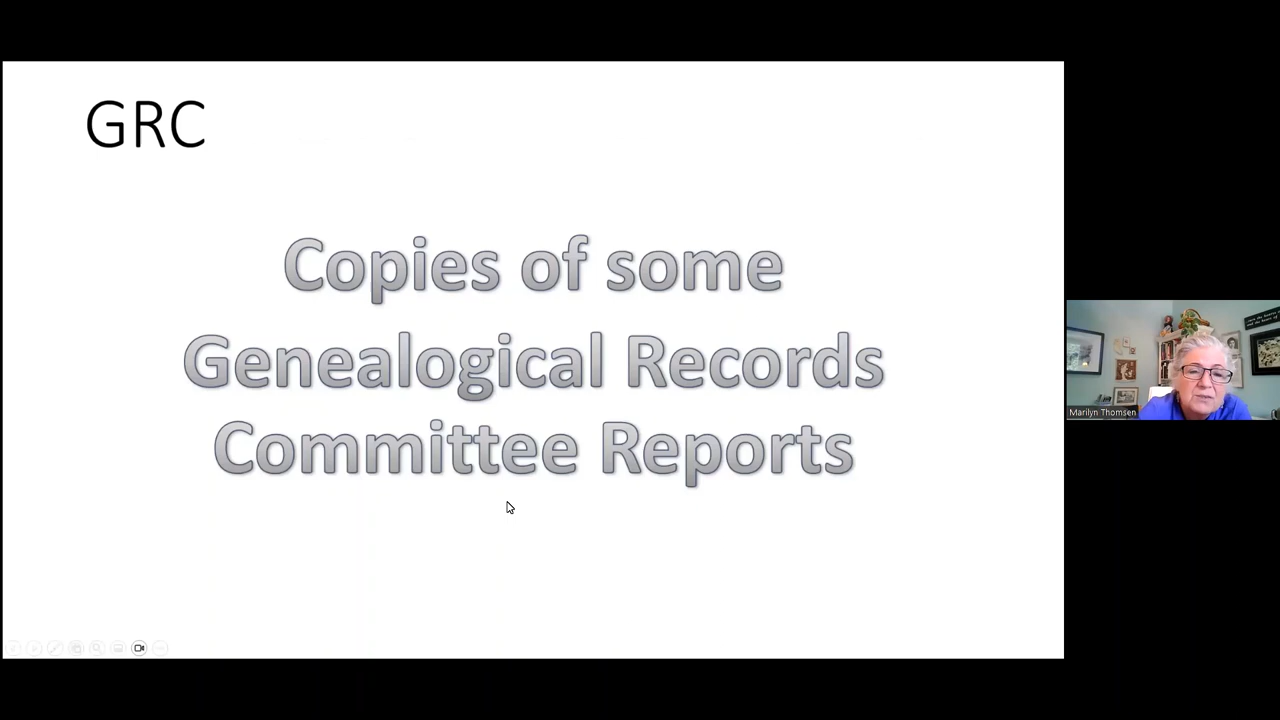 GRC
Copies of some
Genealogical Records
Committee Reports
Marilyn Thomsen